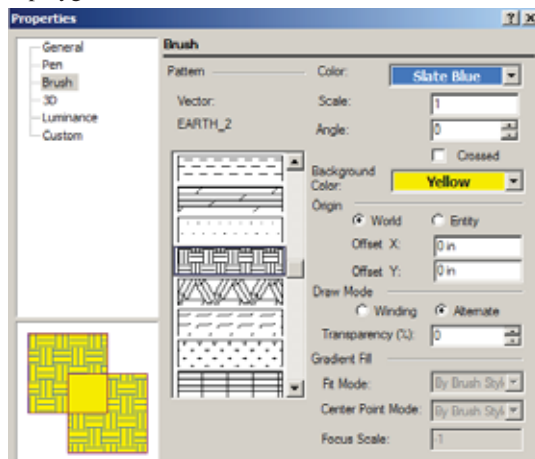 Properties
General
Pen
Brush
3D
Luminance
Custom
Brush
Pattern
Vector:
EARTH_2
Color: Slate Blue
Scale: 1
Angle: 0
Crossed
Background
Color: Yellow
Origin
World Entity
Offset X: 0 in
Offset Y: 0 in
Draw Mode
Winding Alternate
Transparency (%): 0
Gradient Fill
Fit Mode: By Brush Styl
Center Point Mode: By Brush Styl
Focus Scale: -1